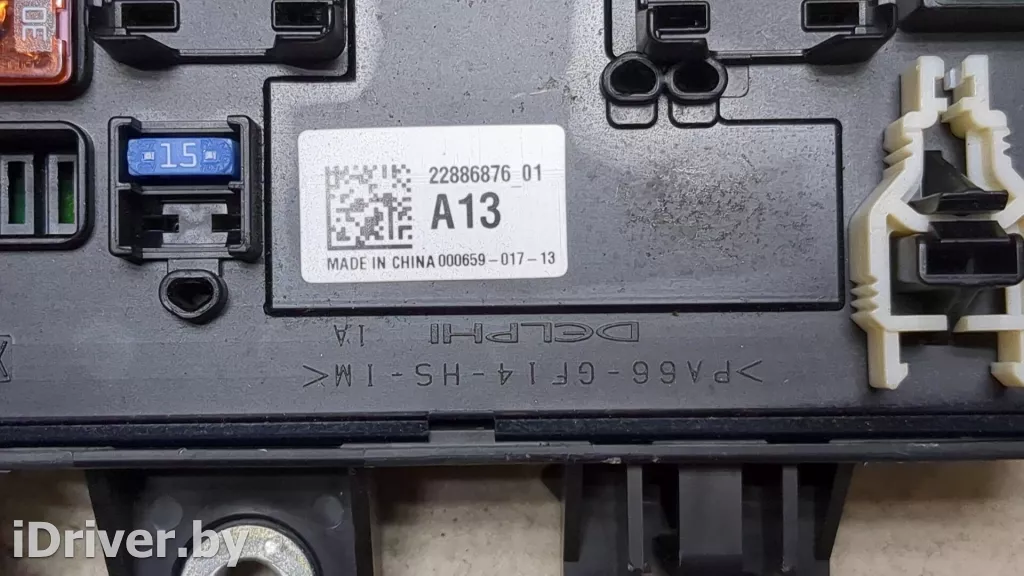 15
22886876_01
A13
MADE IN CHINA 000659-017-13
DELPHI
1A
>PA66-GF14-HS-IM<
iDriver.by